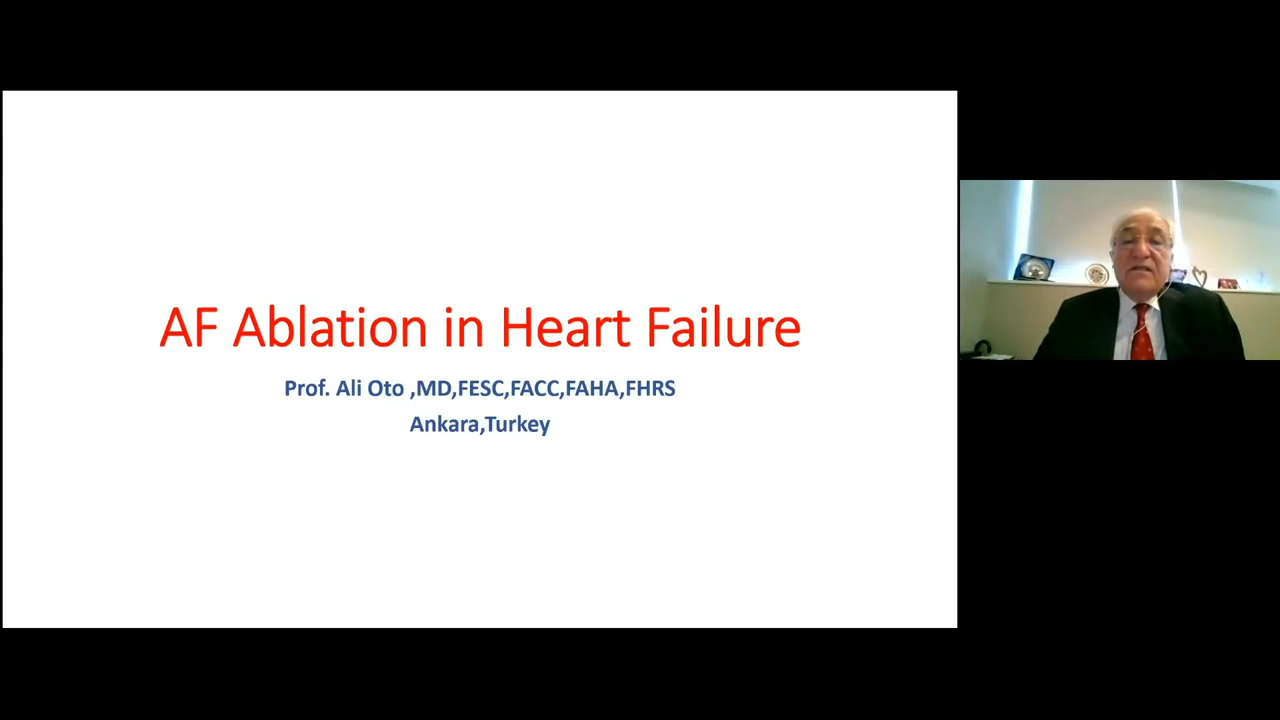 AF Ablation in Heart Failure
Prof. Ali Oto ,MD,FESC,FACC,FAHA,FHRS
Ankara,Turkey